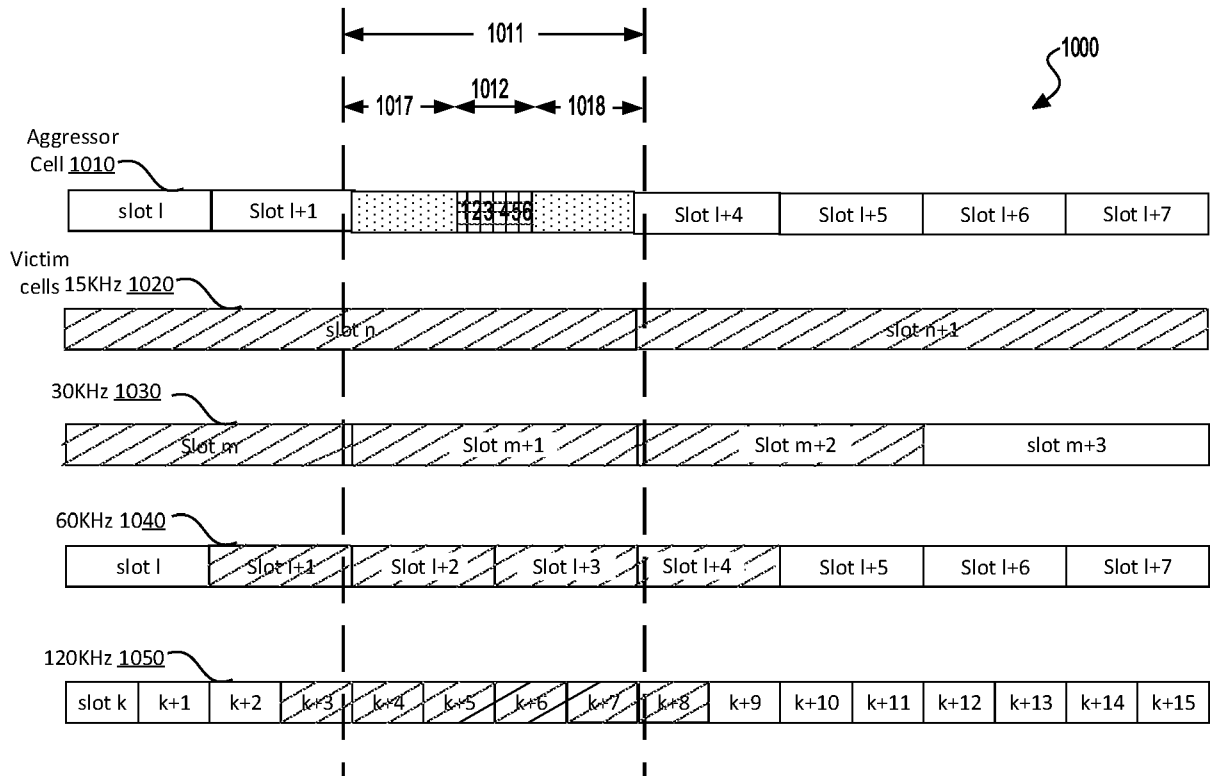 1011
1000
1012
1017 1018
Aggressor
Cell 1010
slot l Slot l+1 123 456 Slot l+4 Slot l+5 Slot l+6 Slot l+7
Victim
cells 15KHz 1020
slot n slot n+1
30KHz 1030
Slot m Slot m+1 Slot m+2 slot m+3
60KHz 1040
slot l Slot l+1 Slot l+2 Slot l+3 Slot l+4 Slot l+5 Slot l+6 Slot l+7
120KHz 1050
slot k k+1 k+2 k+3 k+4 k+5 k+6 k+7 k+8 k+9 k+10 k+11 k+12 k+13 k+14 k+15